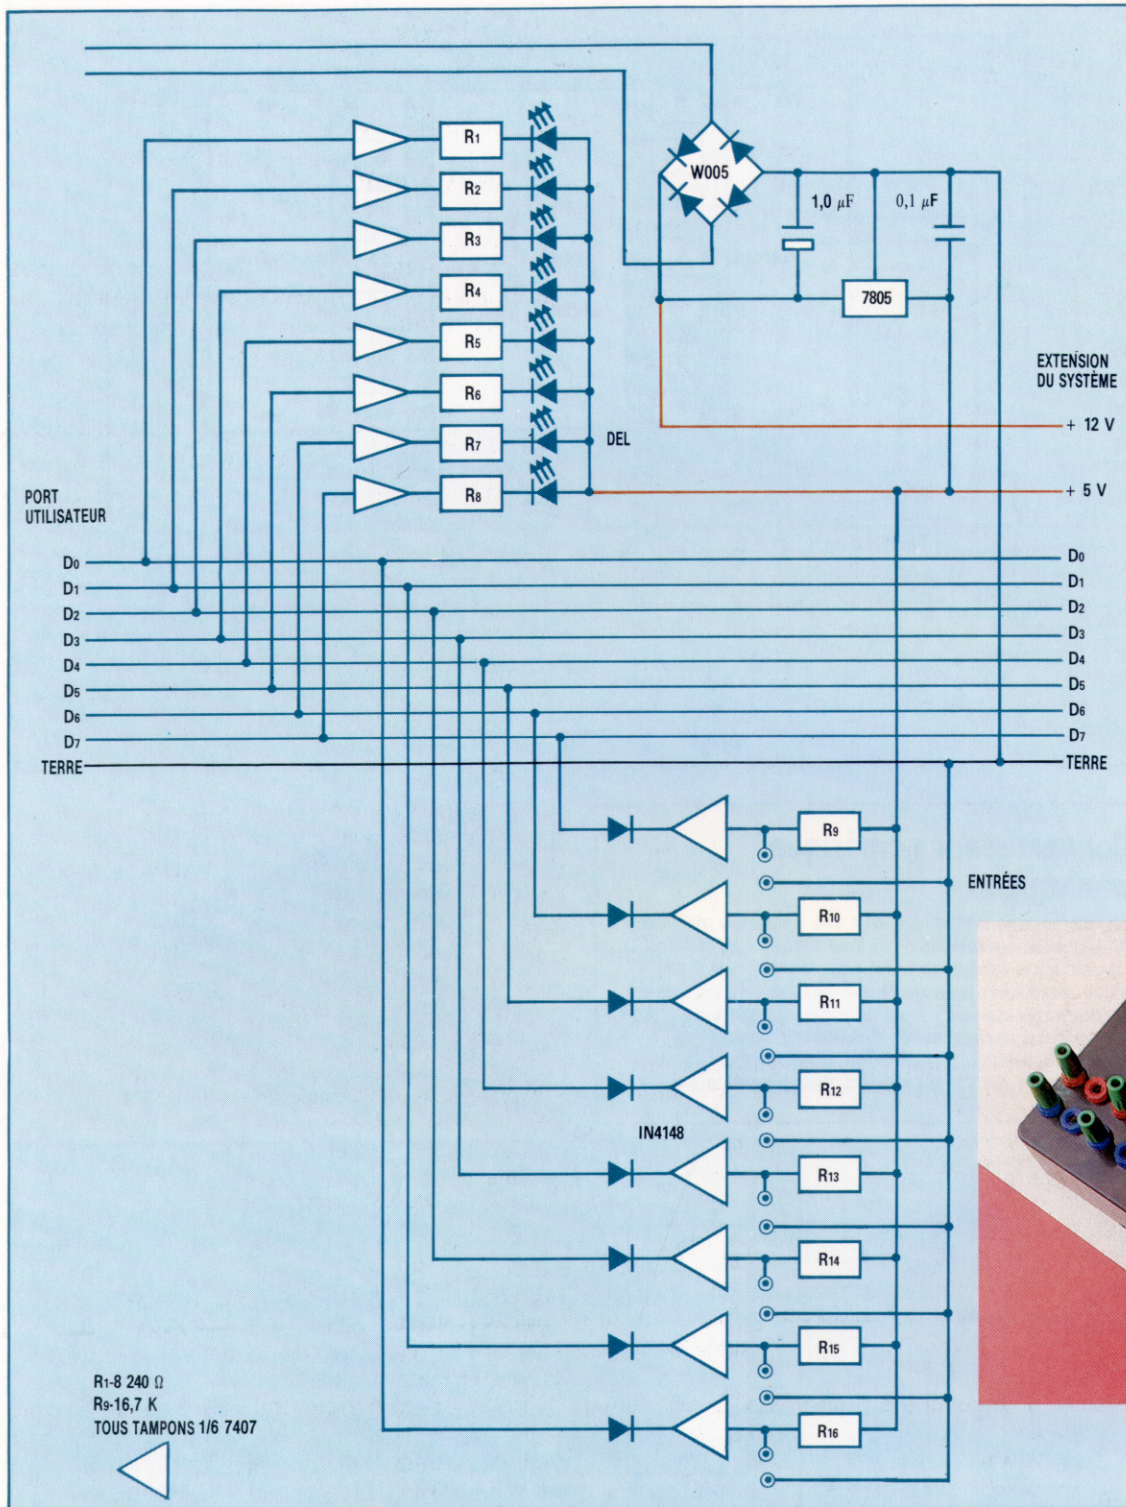 R1
R2
R3
R4
R5
R6
R7
R8
W005
1,0 µF
0,1 µF
7805
EXTENSION
DU SYSTÈME
+ 12 V
+ 5 V
DEL
PORT
UTILISATEUR
D0
D1
D2
D3
D4
D5
D6
D7
TERRE
D0
D1
D2
D3
D4
D5
D6
D7
TERRE
R9
ENTRÉES
R10
R11
R12
IN4148
R13
R14
R15
R16
R1-8 240 Ω
R9-16,7 K
TOUS TAMPONS 1/6 7407